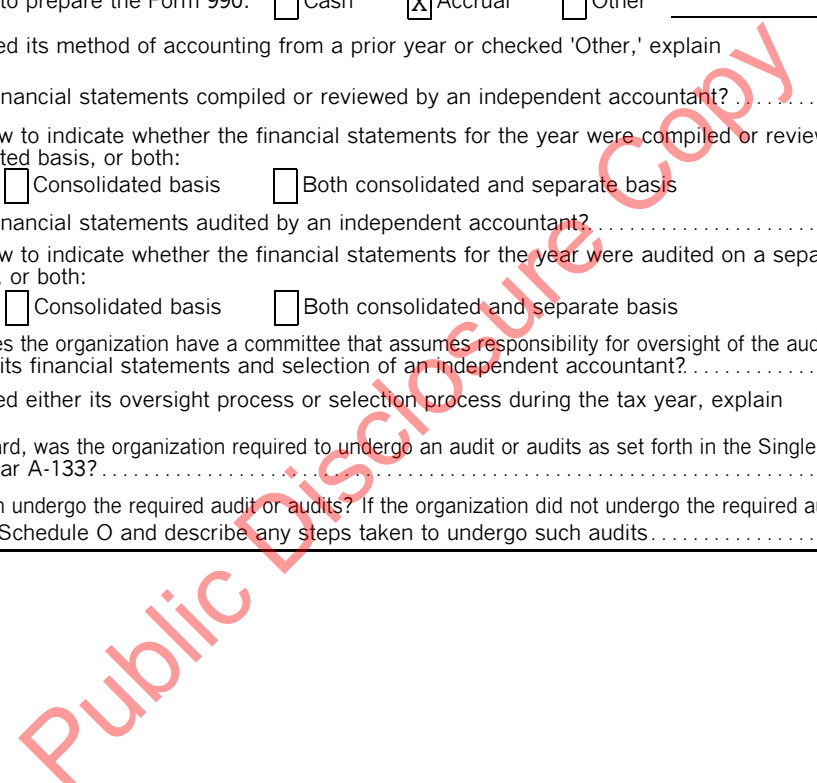 to prepare the Form 990: Cash X Accrual Other
ed its method of accounting from a prior year or checked 'Other,' explain
nancial statements compiled or reviewed by an independent accountant?........
w to indicate whether the financial statements for the year were compiled or review
ted basis, or both:
Consolidated basis Both consolidated and separate basis
nancial statements audited by an independent accountant?......................
w to indicate whether the financial statements for the year were audited on a sepa
, or both:
Consolidated basis Both consolidated and separate basis
es the organization have a committee that assumes responsibility for oversight of the aud
its financial statements and selection of an independent accountant?.............
ed either its oversight process or selection process during the tax year, explain
ard, was the organization required to undergo an audit or audits as set forth in the Single
ar A-133?......................................................................
n undergo the required audit or audits? If the organization did not undergo the required au
Schedule O and describe any steps taken to undergo such audits................
Public Disclosure Copy